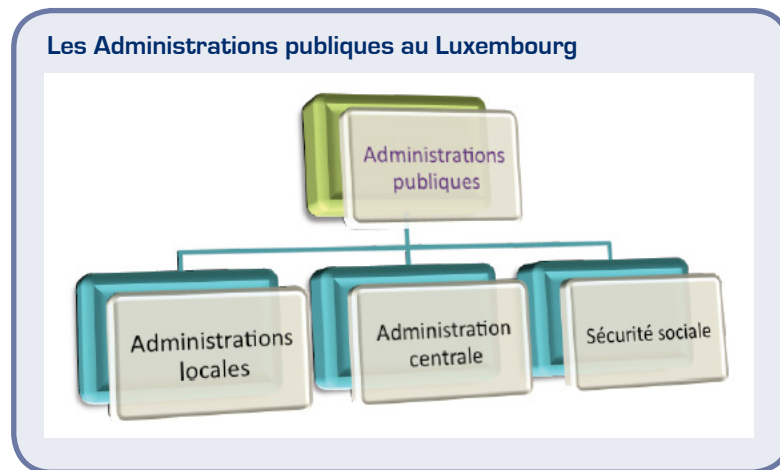 Les Administrations publiques au Luxembourg
Administrations
publiques
Administrations
locales
Administration
centrale
Sécurité sociale